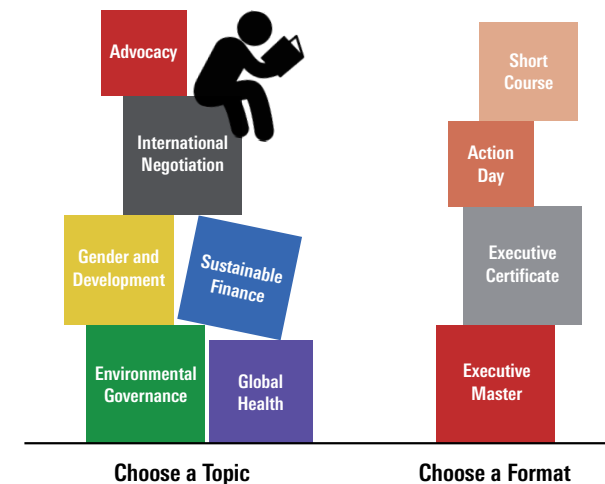 Advocacy
International
Negotiation
Gender and
Development
Sustainable
Finance
Environmental
Governance
Global
Health
Choose a Topic
Short
Course
Action
Day
Executive
Certificate
Executive
Master
Choose a Format